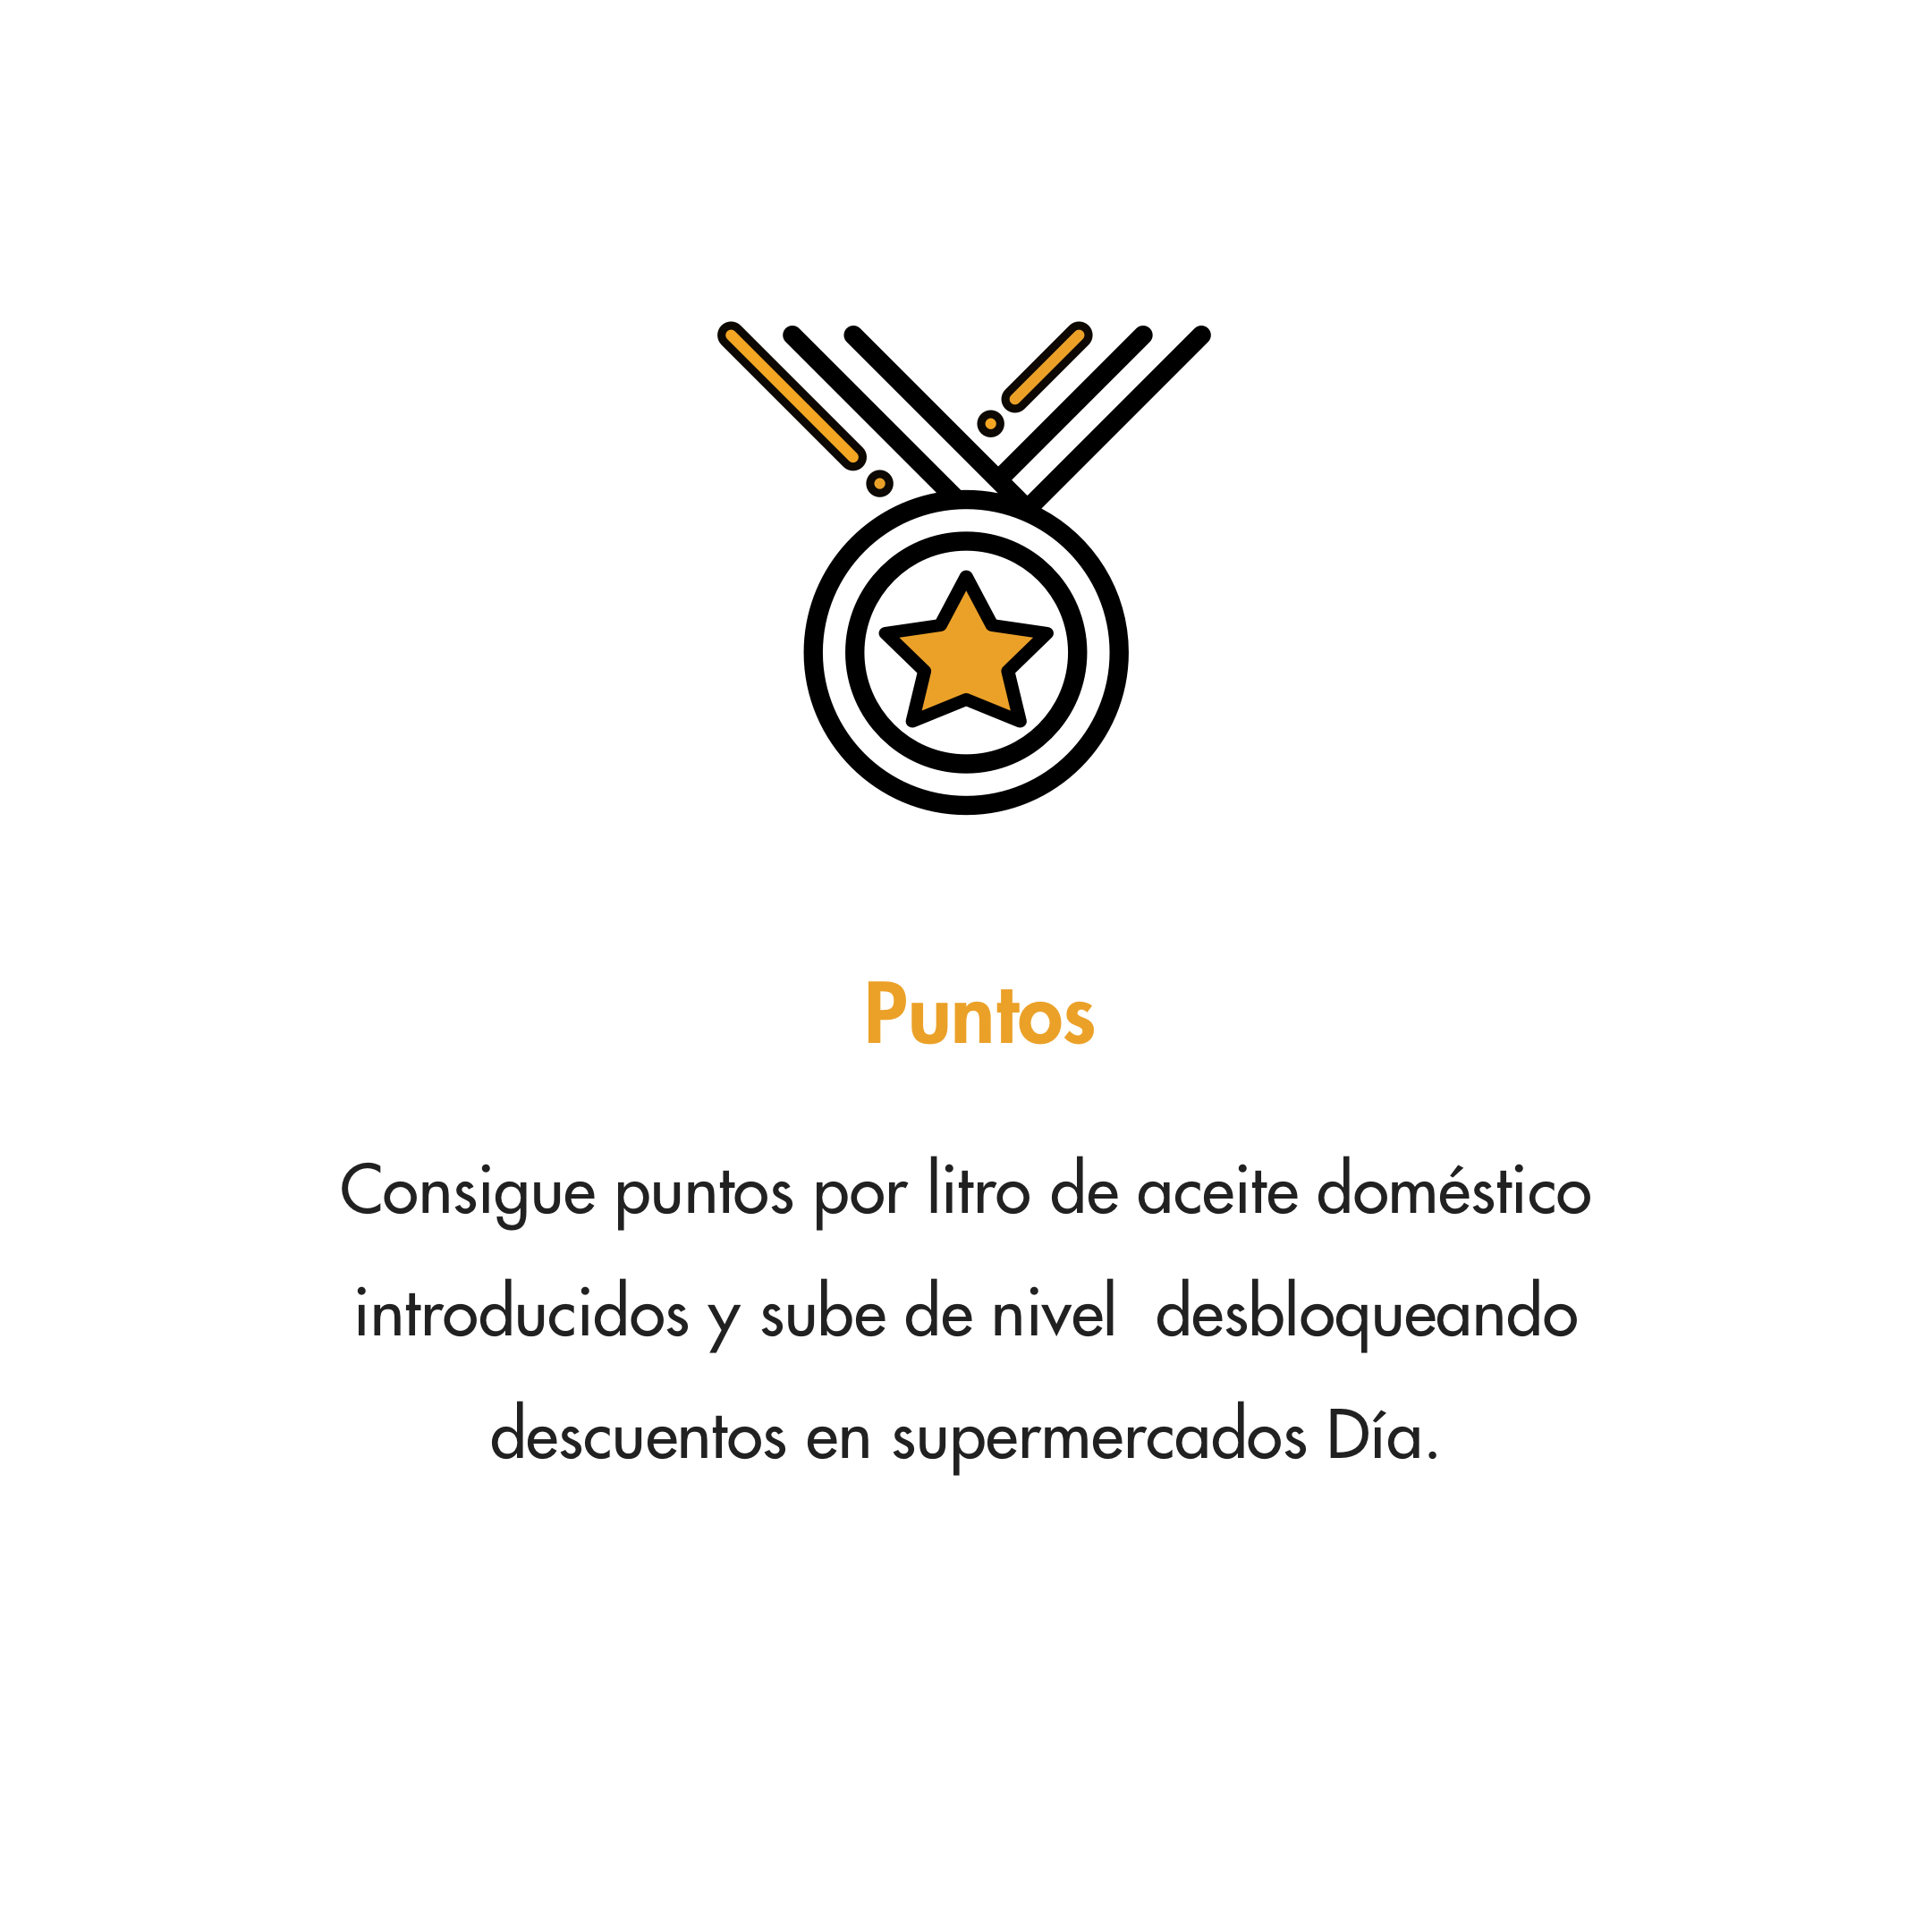 Puntos
Consigue puntos por litro de aceite doméstico
introducidos y sube de nivel  desbloqueando
descuentos en supermercados Día.